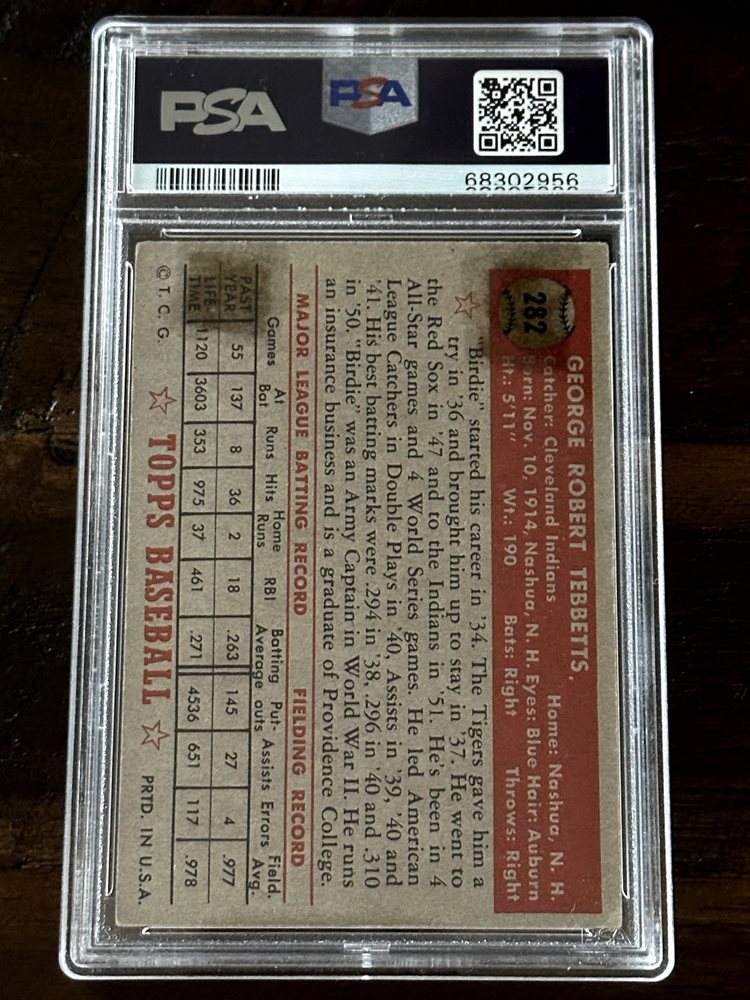 PSA
PSA
68302956
282
GEORGE ROBERT TEBBETTS,
Catcher: Cleveland Indians Home: Nashua, N. H.
Born: Nov. 10, 1914, Nashua, N. H. Eyes: Blue Hair: Auburn
Ht.: 5'11" Wt.: 190 Bats: Right Throws: Right
"Birdie" started his career in '34. The Tigers gave him a
try in '36 and brought him up to stay in '37. He went to
the Red Sox in '47 and to the Indians in '51. He's been in 4
All-Star games and 4 World Series games. He led American
League Catchers in Double Plays in '40, Assists in '39, '40 and
'41. His best batting marks were .294 in '38, .296 in '40 and .310
in '50. "Birdie" was an Army Captain in World War II. He runs
an insurance business and is a graduate of Providence College.
MAJOR LEAGUE BATTING RECORD FIELDING RECORD
Games At Bat Runs Hits Home Runs RBI Batting Average Put-outs Assists Errors Field. Avg.
PAST YEAR 55 137 8 36 2 18 .263 145 27 4 .977
LIFE-TIME 1120 3603 353 975 37 461 .271 4536 651 117 .978
© T. C. G. TOPPS BASEBALL PRTD. IN U.S.A.